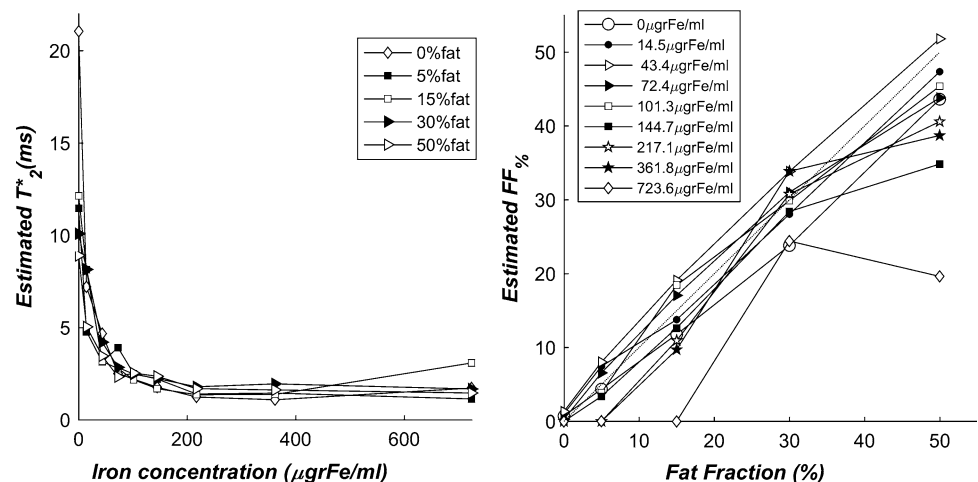 Estimated T*2(ms)
20
15
10
5
0
0%fat
5%fat
15%fat
30%fat
50%fat
0
200
400
600
Iron concentration (μgrFe/ml)
Estimated FF%
50
40
30
20
10
0
0μgrFe/ml
14.5μgrFe/ml
43.4μgrFe/ml
72.4μgrFe/ml
101.3μgrFe/ml
144.7μgrFe/ml
217.1μgrFe/ml
361.8μgrFe/ml
723.6μgrFe/ml
0
10
20
30
40
50
Fat Fraction (%)